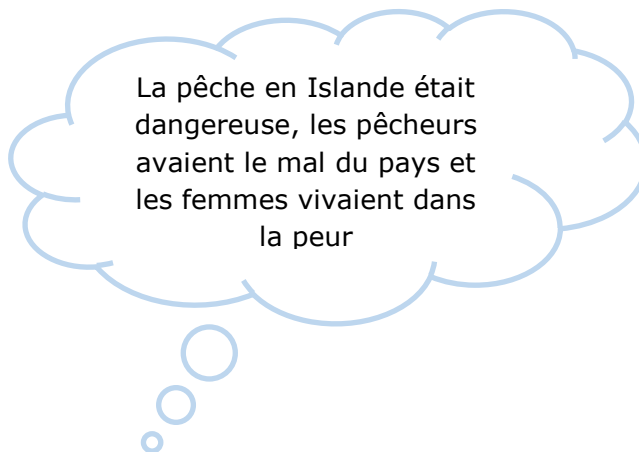 La pêche en Islande était
dangereuse, les pêcheurs
avaient le mal du pays et
les femmes vivaient dans
la peur